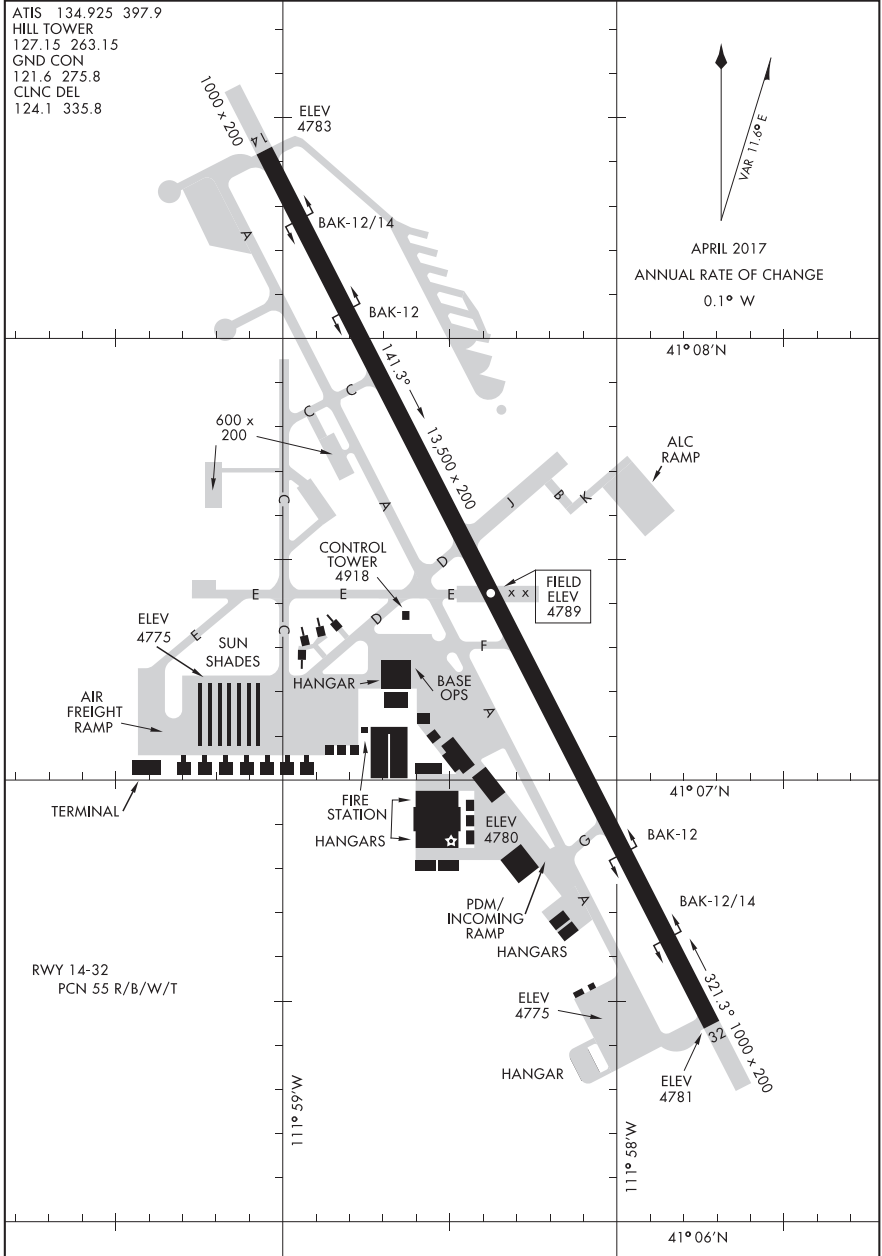 ATIS 134.925 397.9
HILL TOWER
127.15 263.15
GND CON
121.6 275.8
CLNC DEL
124.1 335.8
1000 x 200
14
ELEV
4783
VAR 11.6° E
A
BAK-12/14
APRIL 2017
ANNUAL RATE OF CHANGE
0.1° W
BAK-12
41° 08'N
141.3°
C
C
600 x
200
13,500 x 200
ALC
RAMP
C
A
J
B
K
CONTROL
TOWER
4918
D
FIELD
ELEV
4789
x x
E
E
E
ELEV
4775
SUN
SHADES
E
C
D
F
HANGAR
BASE
OPS
AIR
FREIGHT
RAMP
A
41° 07'N
TERMINAL
FIRE
STATION
HANGARS
ELEV
4780
G
BAK-12
PDM/
INCOMING
RAMP
A
BAK-12/14
HANGARS
RWY 14-32
PCN 55 R/B/W/T
321.3°
ELEV
4775
32
1000 x 200
HANGAR
ELEV
4781
111° 59'W
111° 58'W
41° 06'N